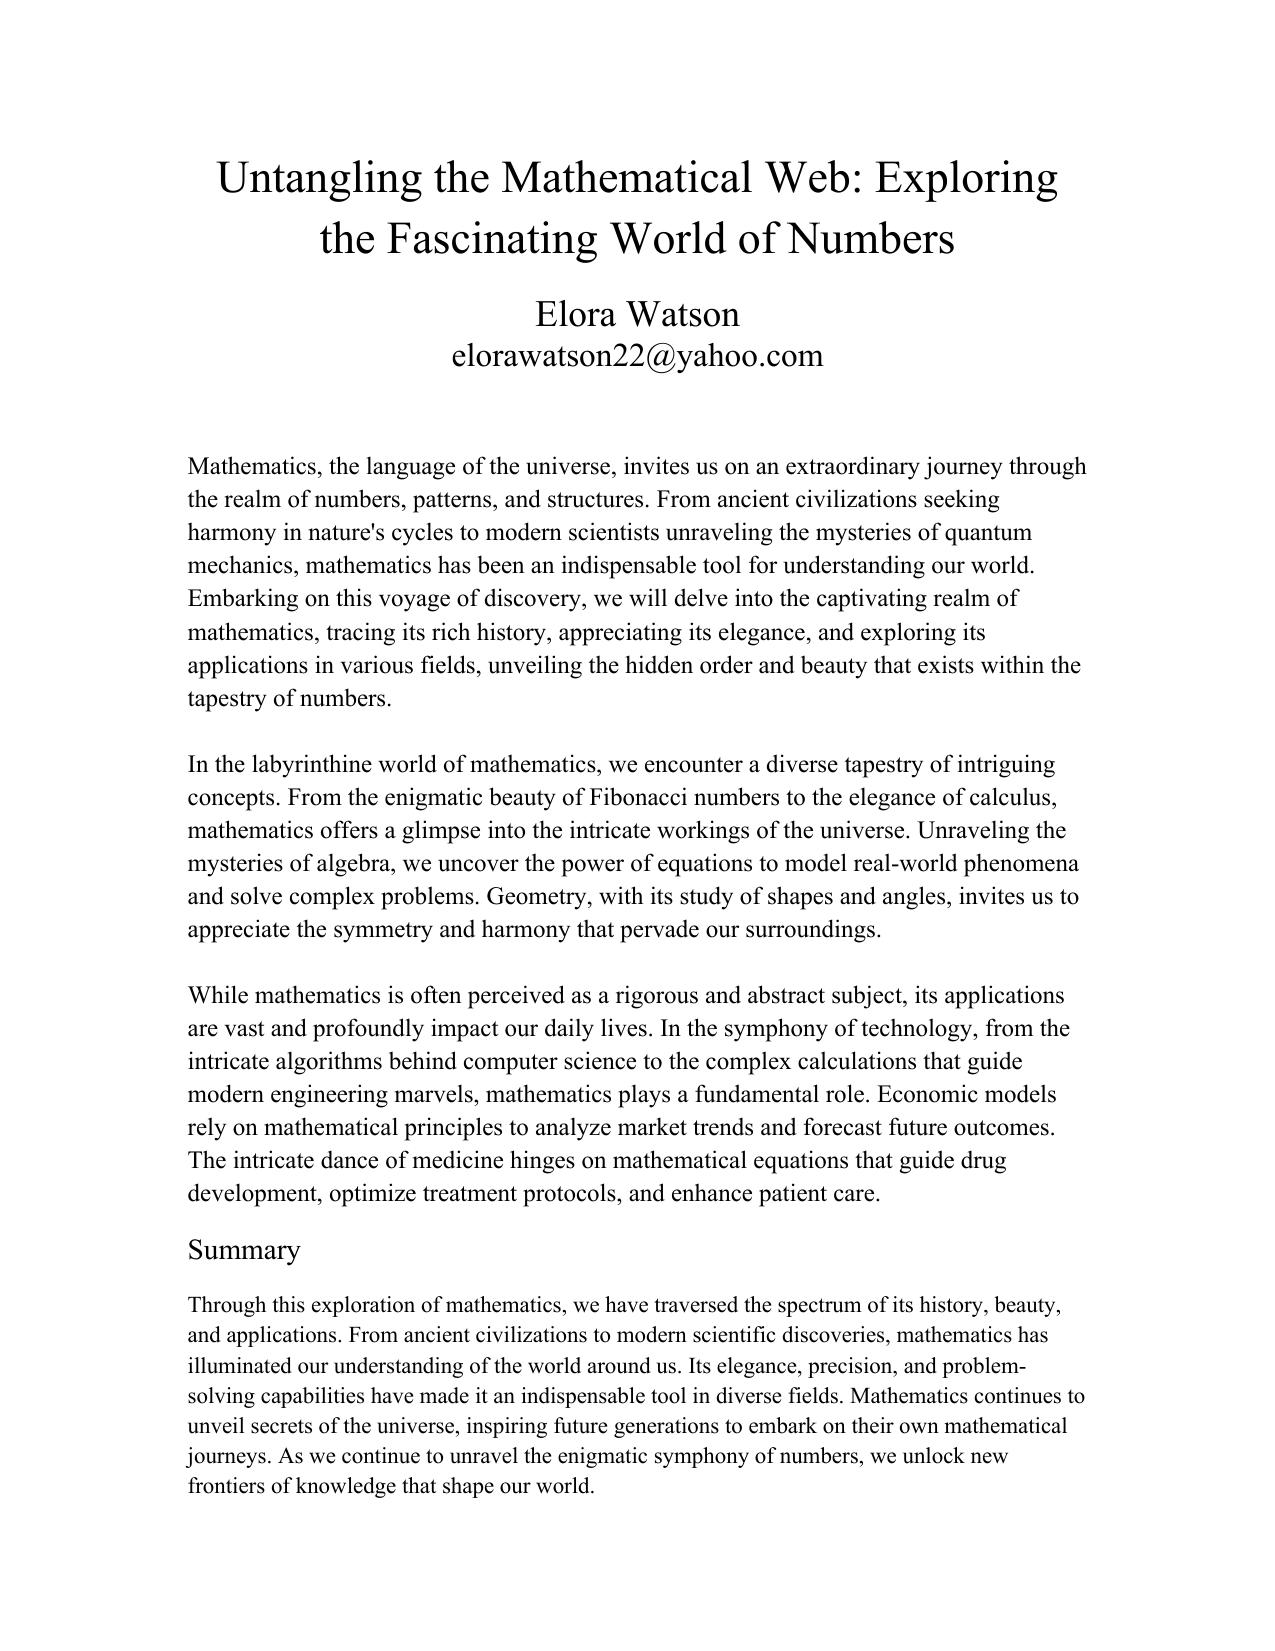 Untangling the Mathematical Web: Exploring
the Fascinating World of Numbers
Elora Watson
elorawatson22@yahoo.com
Mathematics, the language of the universe, invites us on an extraordinary journey through
the realm of numbers, patterns, and structures. From ancient civilizations seeking
harmony in nature's cycles to modern scientists unraveling the mysteries of quantum
mechanics, mathematics has been an indispensable tool for understanding our world.
Embarking on this voyage of discovery, we will delve into the captivating realm of
mathematics, tracing its rich history, appreciating its elegance, and exploring its
applications in various fields, unveiling the hidden order and beauty that exists within the
tapestry of numbers.
In the labyrinthine world of mathematics, we encounter a diverse tapestry of intriguing
concepts. From the enigmatic beauty of Fibonacci numbers to the elegance of calculus,
mathematics offers a glimpse into the intricate workings of the universe. Unraveling the
mysteries of algebra, we uncover the power of equations to model real-world phenomena
and solve complex problems. Geometry, with its study of shapes and angles, invites us to
appreciate the symmetry and harmony that pervade our surroundings.
While mathematics is often perceived as a rigorous and abstract subject, its applications
are vast and profoundly impact our daily lives. In the symphony of technology, from the
intricate algorithms behind computer science to the complex calculations that guide
modern engineering marvels, mathematics plays a fundamental role. Economic models
rely on mathematical principles to analyze market trends and forecast future outcomes.
The intricate dance of medicine hinges on mathematical equations that guide drug
development, optimize treatment protocols, and enhance patient care.
Summary
Through this exploration of mathematics, we have traversed the spectrum of its history, beauty,
and applications. From ancient civilizations to modern scientific discoveries, mathematics has
illuminated our understanding of the world around us. Its elegance, precision, and problem-
solving capabilities have made it an indispensable tool in diverse fields. Mathematics continues to
unveil secrets of the universe, inspiring future generations to embark on their own mathematical
journeys. As we continue to unravel the enigmatic symphony of numbers, we unlock new
frontiers of knowledge that shape our world.